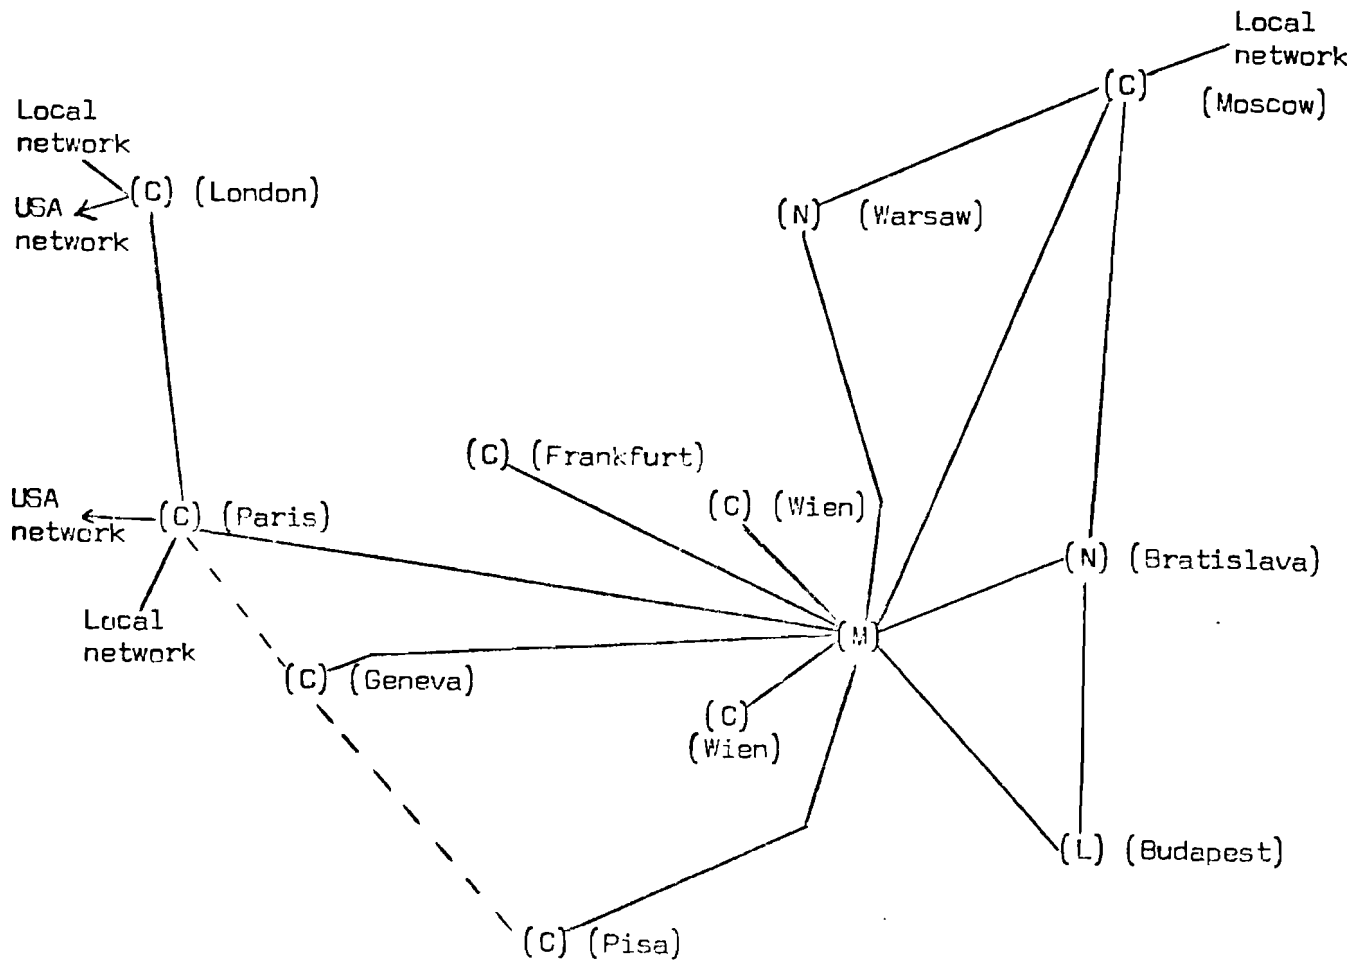 Local
network
(C)
(Moscow)
Local
network
(C) (London)
USA
network
(N) (Warsaw)
(C) (Frankfurt)
(C) (Wien)
USA
network
(C) (Paris)
(N) (Bratislava)
Local
network
(M)
(C) (Geneva)
(C)
(Wien)
(L) (Budapest)
(C) (Pisa)